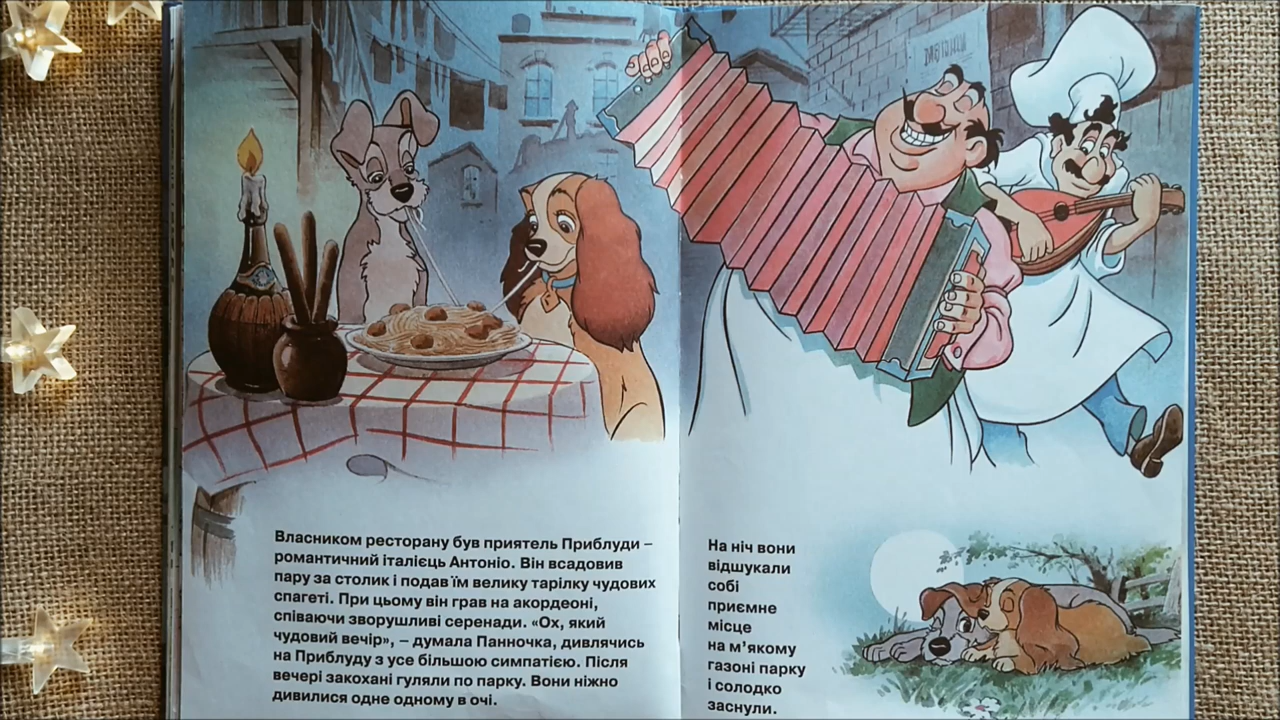 Власником ресторану був приятель Приблуди –
романтичний італієць Антоніо. Він всадовив
пару за столик і подав їм велику тарілку чудових
спагеті. При цьому він грав на акордеоні,
співаючи зворушливі серенади. «Ох, який
чудовий вечір», – думала Панночка, дивлячись
на Приблуду з усе більшою симпатією. Після
вечері закохані гуляли по парку. Вони ніжно
дивилися одне одному в очі.
На ніч вони
відшукали
собі
приємне
місце
на м’якому
газоні парку
і солодко
заснули.